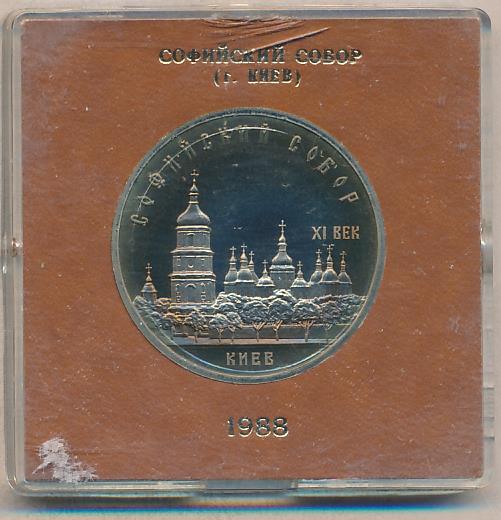 СОФИЙСКИЙ СОБОР
(г. КИЕВ)
СОФИЙСКИЙ СОБОР
XI ВЕК
КИЕВ
1988